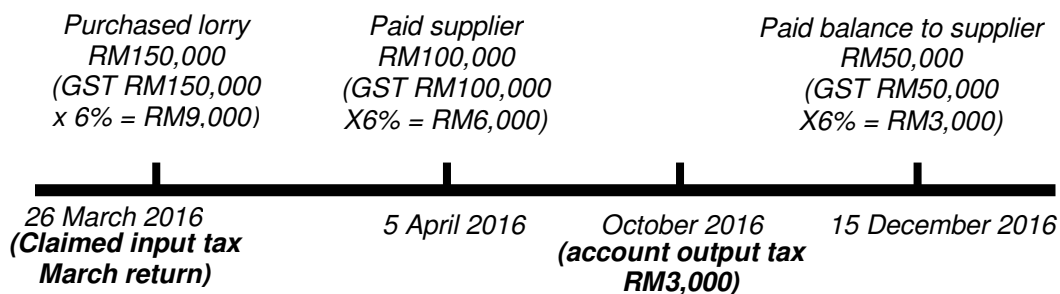 Purchased lorry
RM150,000
(GST RM150,000
x 6% = RM9,000)
Paid supplier
RM100,000
(GST RM100,000
X6% = RM6,000)
Paid balance to supplier
RM50,000
(GST RM50,000
X6% = RM3,000)
26 March 2016
(Claimed input tax
March return)
5 April 2016
October 2016
(account output tax
RM3,000)
15 December 2016